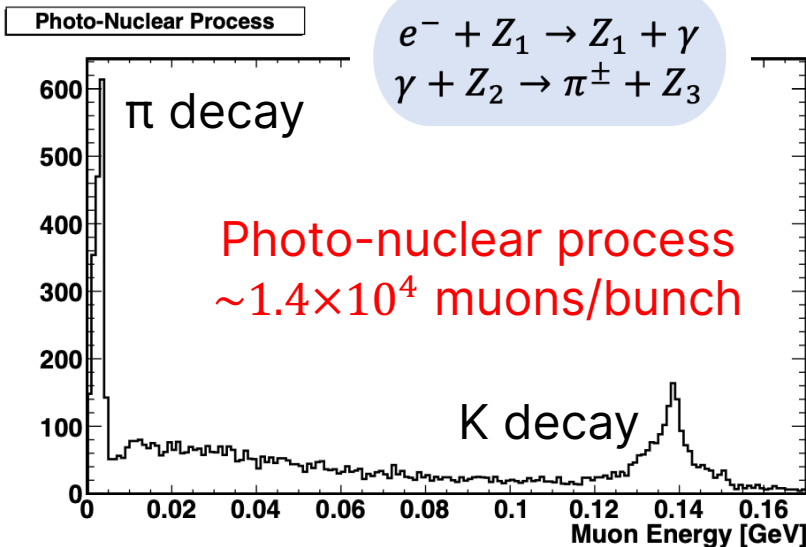 Photo-Nuclear Process
e⁻ + Z₁ → Z₁ + γ
γ + Z₂ → π^± + Z₃
π decay
Photo-nuclear process
~1.4×10⁴ muons/bunch
K decay
600
500
400
300
200
100
0
0 0.02 0.04 0.06 0.08 0.1 0.12 0.14 0.16
Muon Energy [GeV]